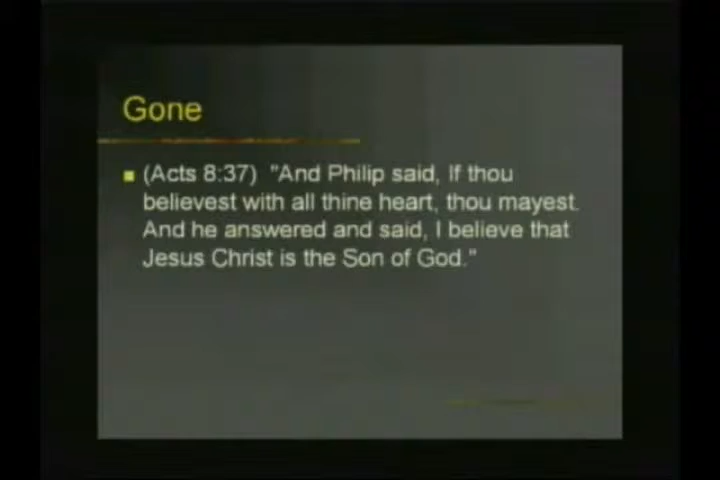 Gone
(Acts 8:37) "And Philip said, If thou
believest with all thine heart, thou mayest.
And he answered and said, I believe that
Jesus Christ is the Son of God."